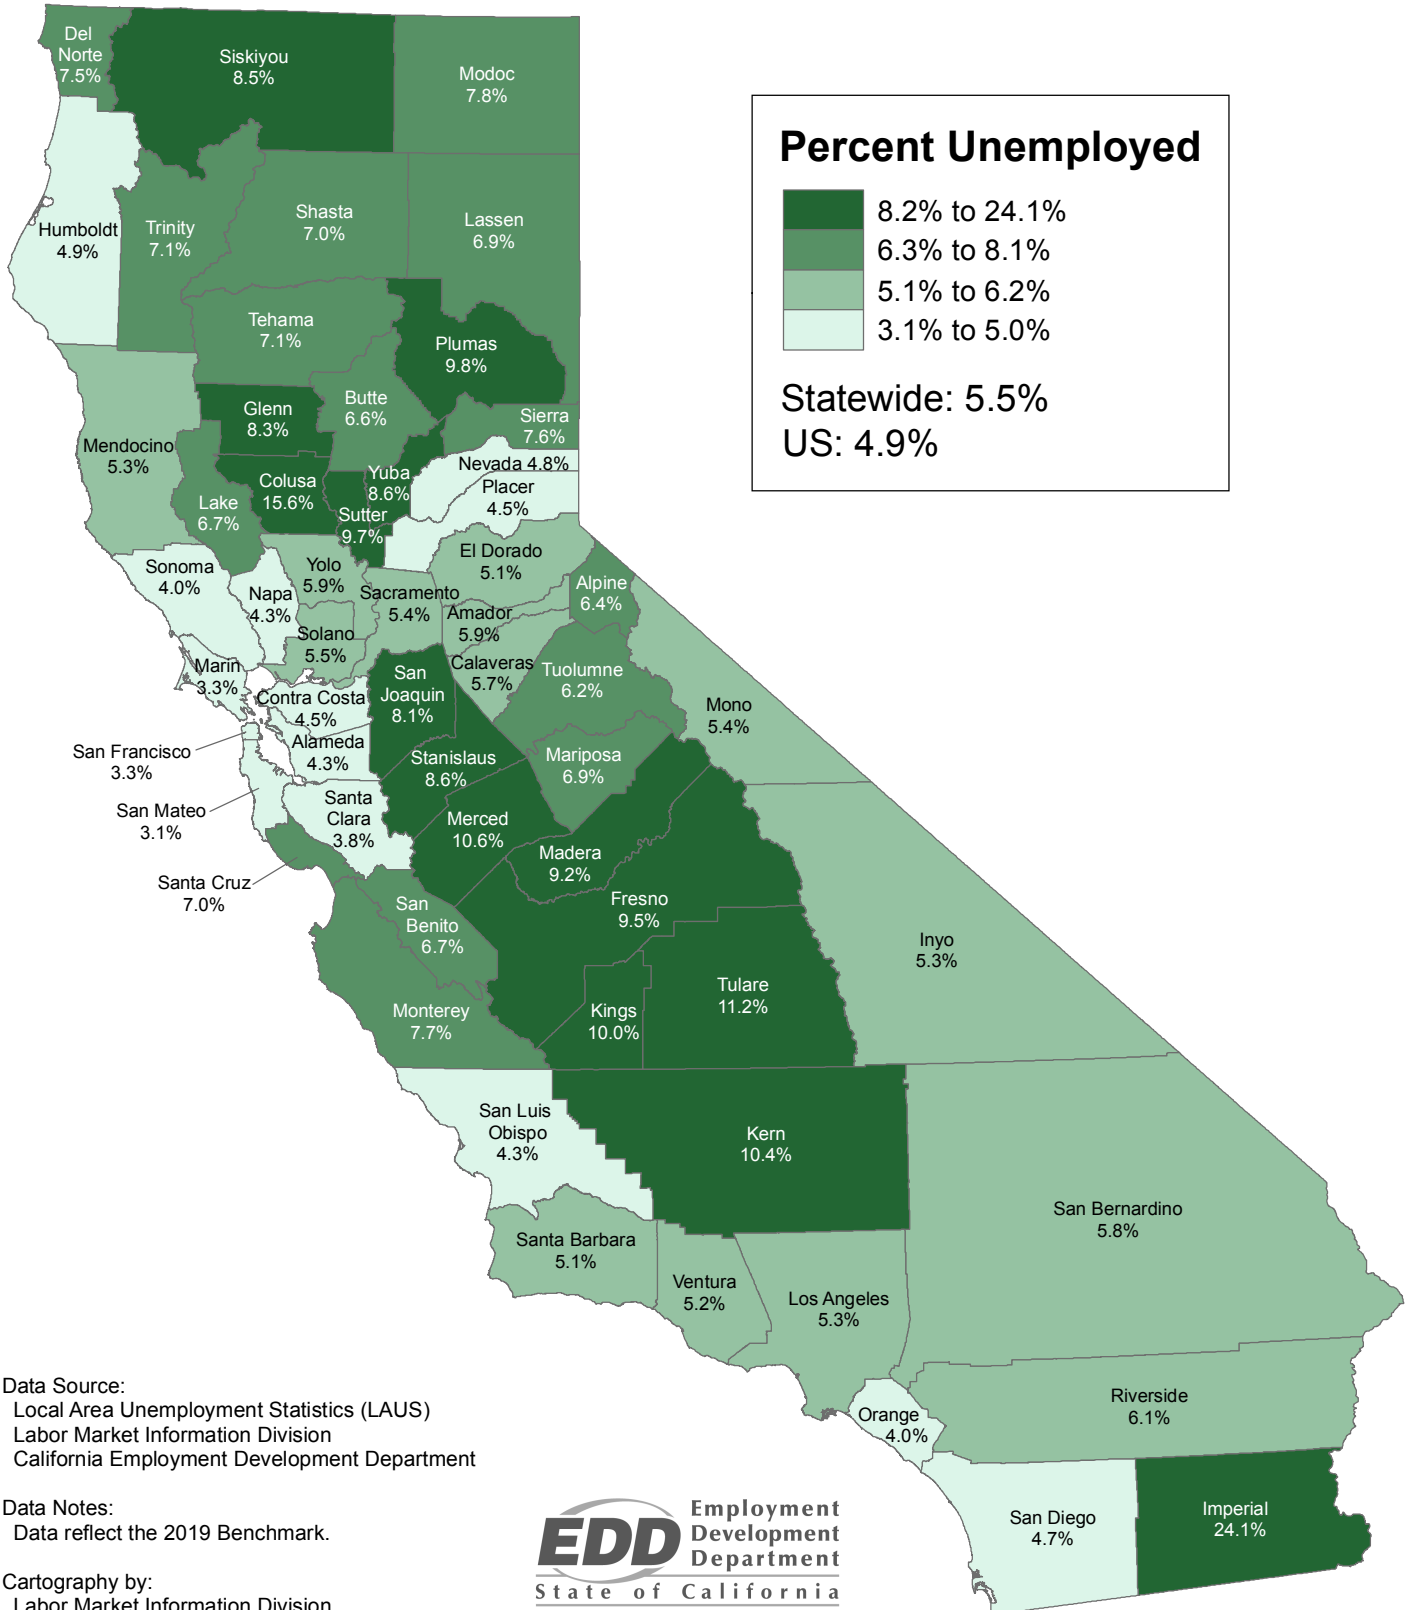 Del
Norte
7.5%
Siskiyou
8.5%
Modoc
7.8%
Percent Unemployed
8.2% to 24.1%
6.3% to 8.1%
5.1% to 6.2%
3.1% to 5.0%
Statewide: 5.5%
US: 4.9%
Humboldt
4.9%
Trinity
7.1%
Shasta
7.0%
Lassen
6.9%
Tehama
7.1%
Plumas
9.8%
Glenn
8.3%
Butte
6.6%
Sierra
7.6%
Mendocino
5.3%
Lake
6.7%
Colusa
15.6%
Yuba
8.6%
Sutter
9.7%
Nevada 4.8%
Placer
4.5%
Sonoma
4.0%
Napa
4.3%
Yolo
5.9%
Sacramento
5.4%
El Dorado
5.1%
Alpine
6.4%
Amador
5.9%
Solano
5.5%
Marin
3.3%
Contra Costa
4.5%
Alameda
4.3%
San
Joaquin
8.1%
Calaveras
5.7%
Tuolumne
6.2%
Mono
5.4%
San Francisco
3.3%
San Mateo
3.1%
Santa
Clara
3.8%
Stanislaus
8.6%
Mariposa
6.9%
Merced
10.6%
Madera
9.2%
Santa Cruz
7.0%
San
Benito
6.7%
Fresno
9.5%
Inyo
5.3%
Monterey
7.7%
Kings
10.0%
Tulare
11.2%
San Luis
Obispo
4.3%
Kern
10.4%
San Bernardino
5.8%
Santa Barbara
5.1%
Ventura
5.2%
Los Angeles
5.3%
Orange
4.0%
Riverside
6.1%
San Diego
4.7%
Imperial
24.1%
Data Source:
Local Area Unemployment Statistics (LAUS)
Labor Market Information Division
California Employment Development Department
Data Notes:
Data reflect the 2019 Benchmark.
Cartography by:
Labor Market Information Division
EDD
Employment
Development
Department
State of California